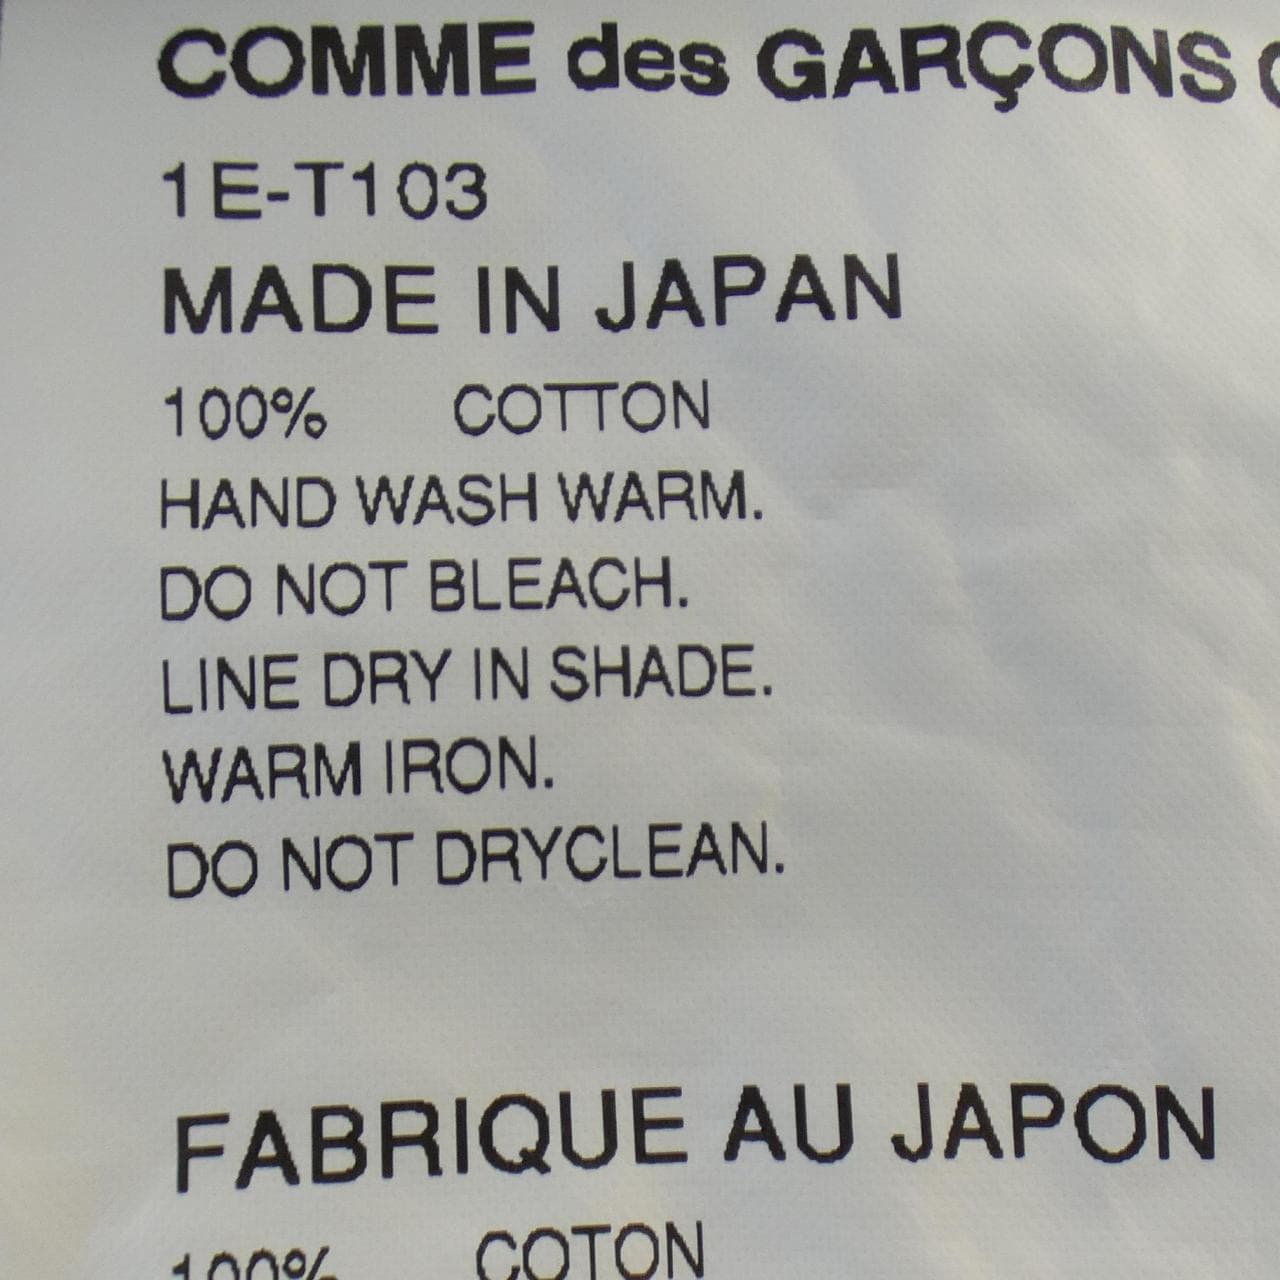 COMME des GARÇONS
1E-T103
MADE IN JAPAN
100% COTTON
HAND WASH WARM.
DO NOT BLEACH.
LINE DRY IN SHADE.
WARM IRON.
DO NOT DRYCLEAN.
FABRIQUE AU JAPON
100% COTON